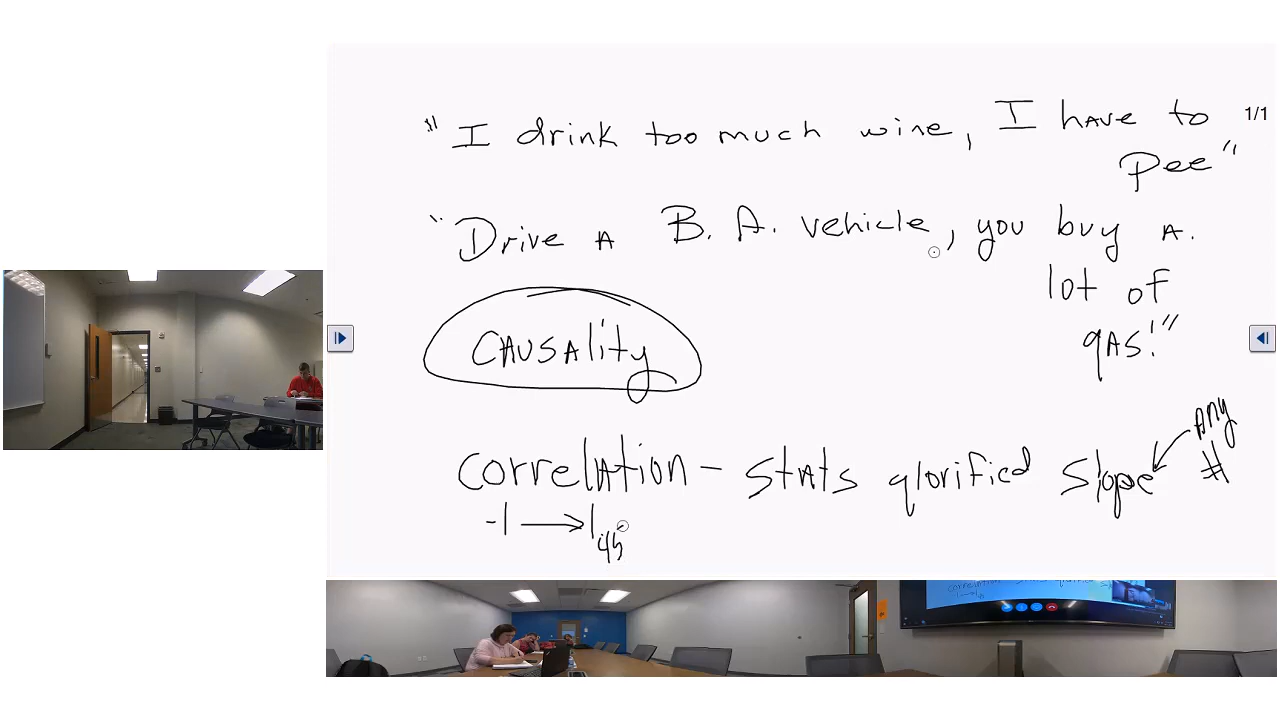 "I drink too much wine, I have to
1/1
pee"
"Drive A B. A. vehicle, you buy A.
lot of
gAS!"
CAUSAlity
Any
#
correlAtion - stAts glorified slope
-1 → 1
45°